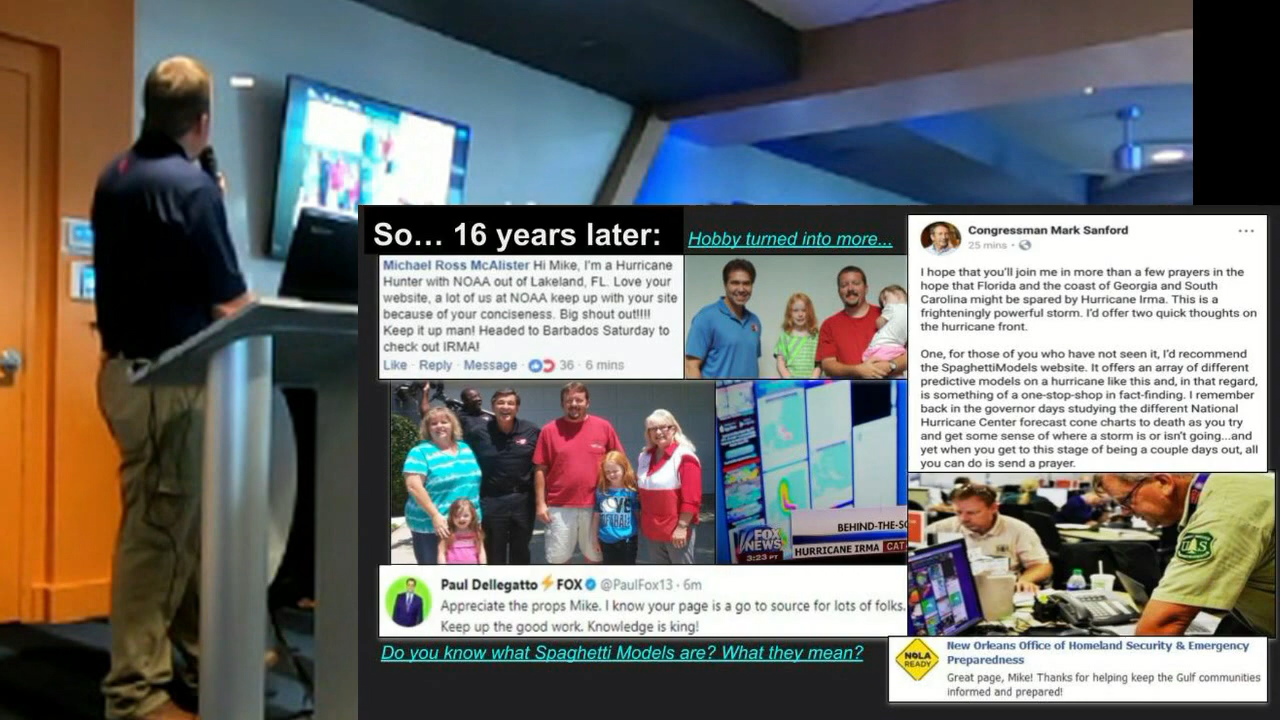 So... 16 years later:
Hobby turned into more...
Michael Ross McAlister Hi Mike, I'm a Hurricane
Hunter with NOAA out of Lakeland, FL. Love your
website, a lot of us at NOAA keep up with your site
because of your conciseness. Big shout out!!!!
Keep it up man! Headed to Barbados Saturday to
check out IRMA!
Like · Reply · Message · 36 · 6 mins
Congressman Mark Sanford
25 mins ·
I hope that you'll join me in more than a few prayers in the
hope that Florida and the coast of Georgia and South
Carolina might be spared by Hurricane Irma. This is a
frighteningly powerful storm. I'd offer two quick thoughts on
the hurricane front.
One, for those of you who have not seen it, I'd recommend
the SpaghettiModels website. It offers an array of different
predictive models on a hurricane like this and, in that regard,
is something of a one-stop-shop in fact-finding. I remember
back in the governor days studying the different National
Hurricane Center forecast cone charts to death as you try
and get some sense of where a storm is or isn't going...and
yet when you get to this stage of being a couple days out, all
you can do is send a prayer.
BEHIND-THE-SC
FOX
NEWS
HURRICANE IRMA CAT
3:23 PT
UAS
Paul Dellegatto ⚡ FOX @PaulFox13 · 6m
Appreciate the props Mike. I know your page is a go to source for lots of folks.
Keep up the good work. Knowledge is king!
Do you know what Spaghetti Models are? What they mean?
NOLA
READY
New Orleans Office of Homeland Security & Emergency
Preparedness
Great page, Mike! Thanks for helping keep the Gulf communities
informed and prepared!